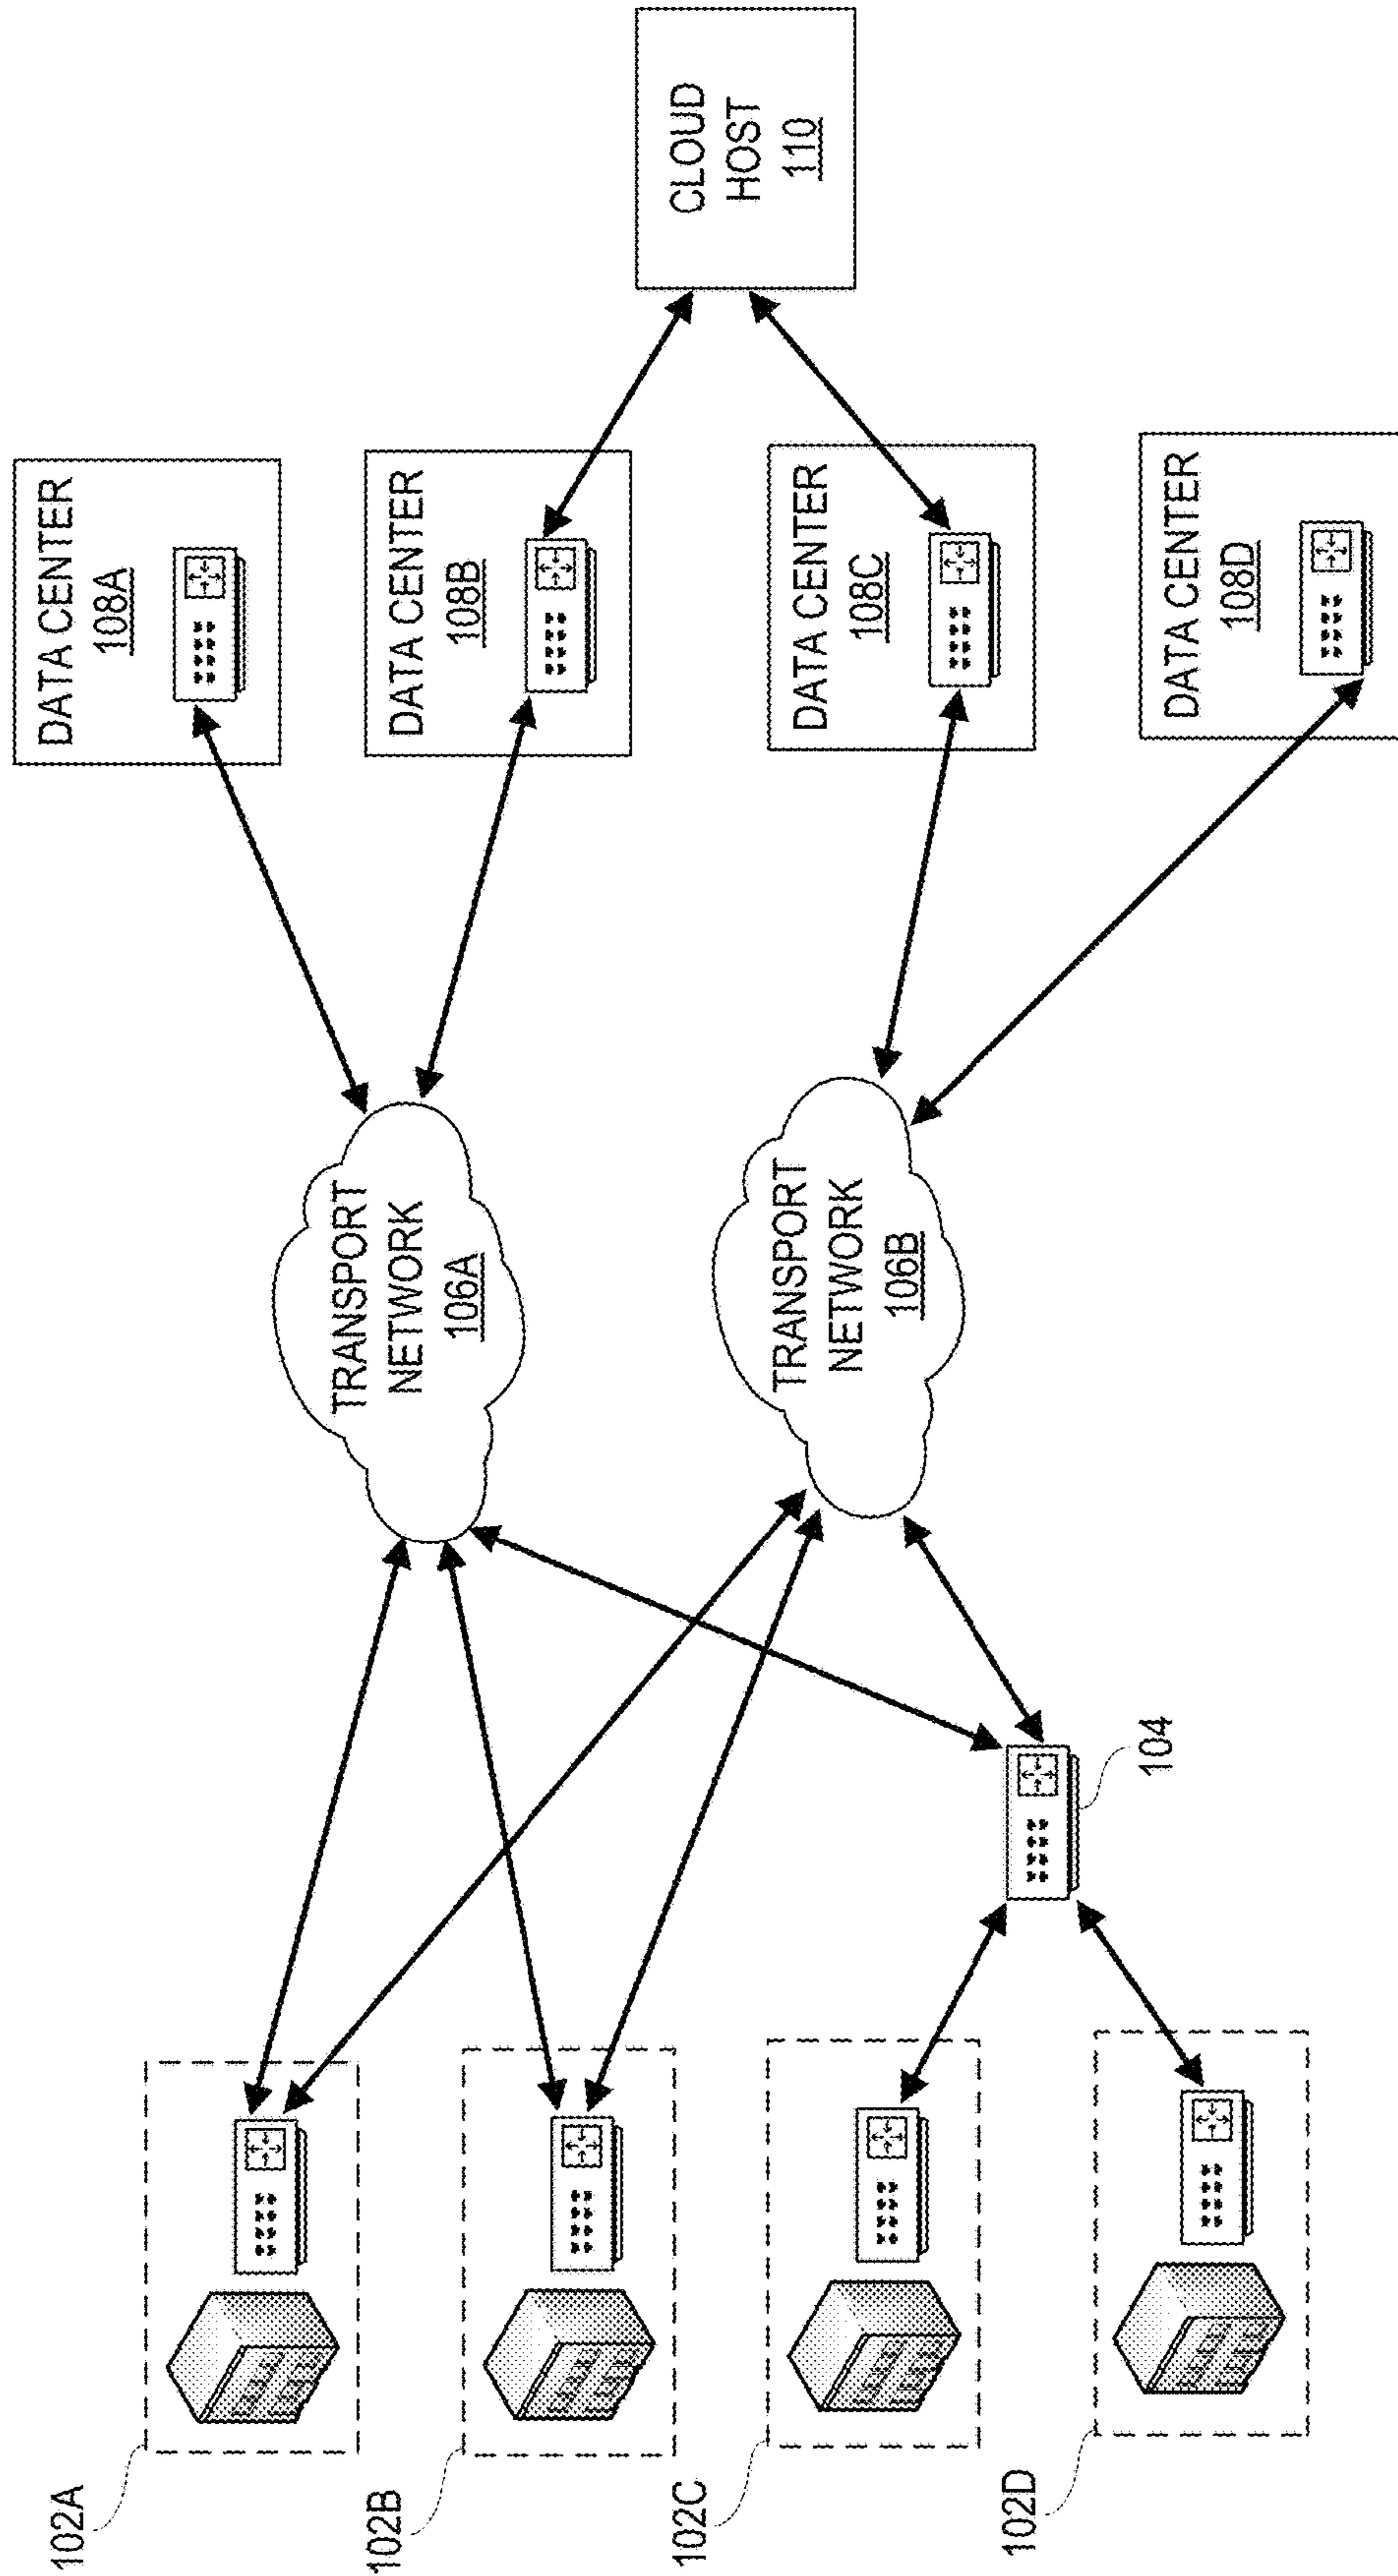 102A
102B
102C
102D
104
TRANSPORT
NETWORK
106A
TRANSPORT
NETWORK
106B
DATA CENTER
108A
DATA CENTER
108B
DATA CENTER
108C
DATA CENTER
108D
CLOUD
HOST
110